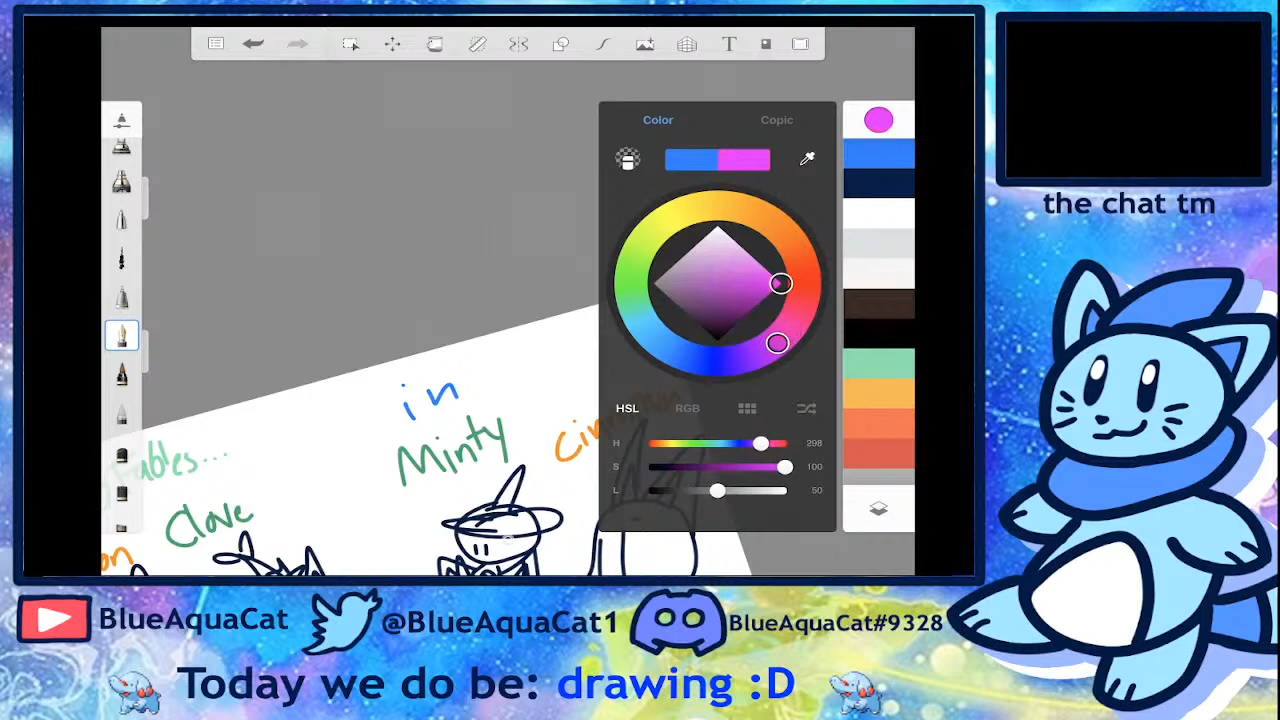 T
Color Copic
the chat tm
in
HSL RGB
Minty
H 298
S 100
L 50
Clove
BlueAquaCat @BlueAquaCat1 BlueAquaCat#9328
Today we do be: drawing :D